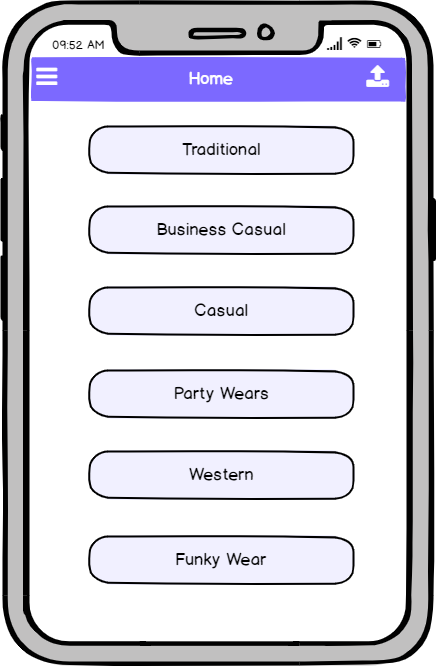 09:52 AM
Home
Traditional
Business Casual
Casual
Party Wears
Western
Funky Wear